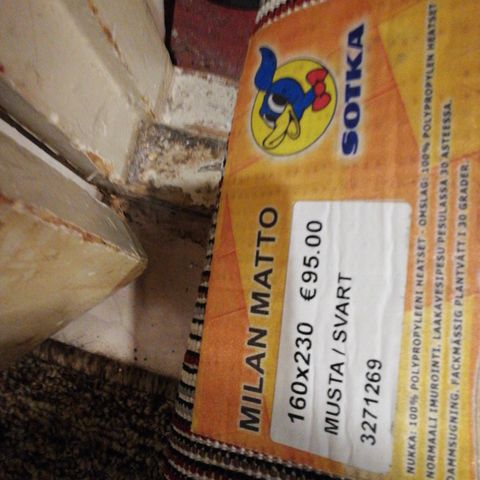 SOTKA
MILAN MATTO
160x230 €95.00
MUSTA / SVART
3271269
NUKKA: 100% POLYPROPYLEENI HEATSET - OMSLAG: 100% POLYPROPYLEN HEATSET
NORMAALI IMUROINTI. LAAKAVESIPESU PESULASSA 30 ASTEESSA.
DAMMSUGNING. FACKMÄSSIG PLANTVÄTT I 30 GRADER.